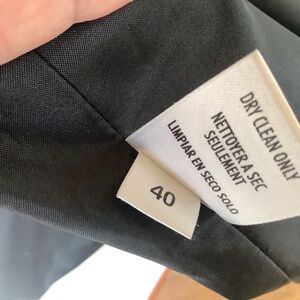 DRY CLEAN ONLY
NETTOYER A SEC
SEULEMENT
LIMPIAR EN SECO SOLO
40